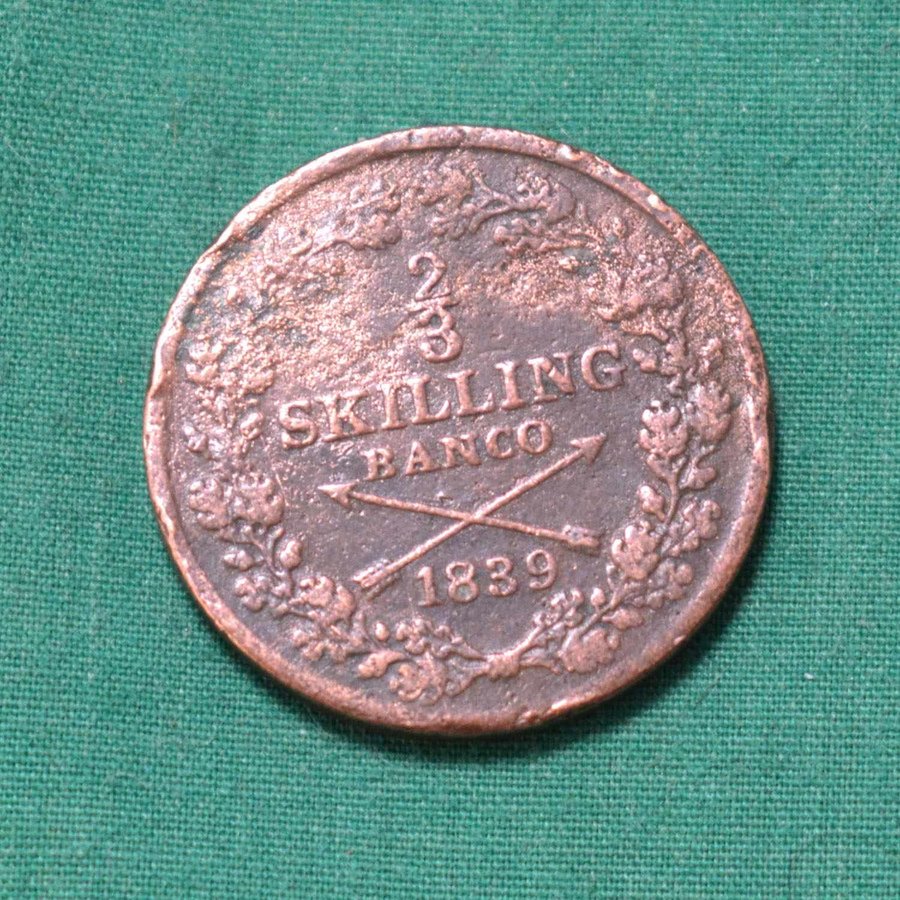 2/3
SKILLING
BANCO
1839